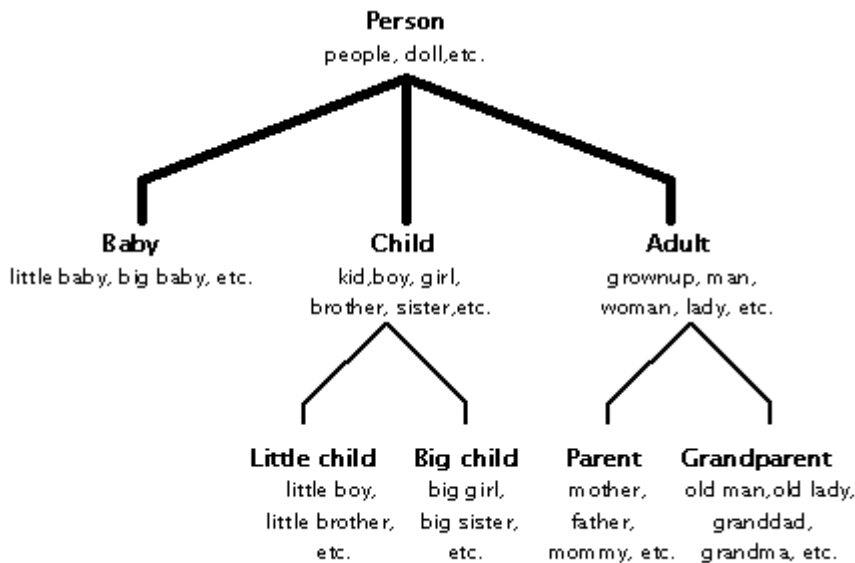 Person
people, doll,etc.
Baby
little baby, big baby, etc.
Child
kid,boy, girl,
brother, sister,etc.
Adult
grownup, man,
woman, lady, etc.
Little child
little boy,
little brother,
etc.
Big child
big girl,
big sister,
etc.
Parent
mother,
father,
mommy, etc.
Grandparent
old man,old lady,
granddad,
grandma, etc.